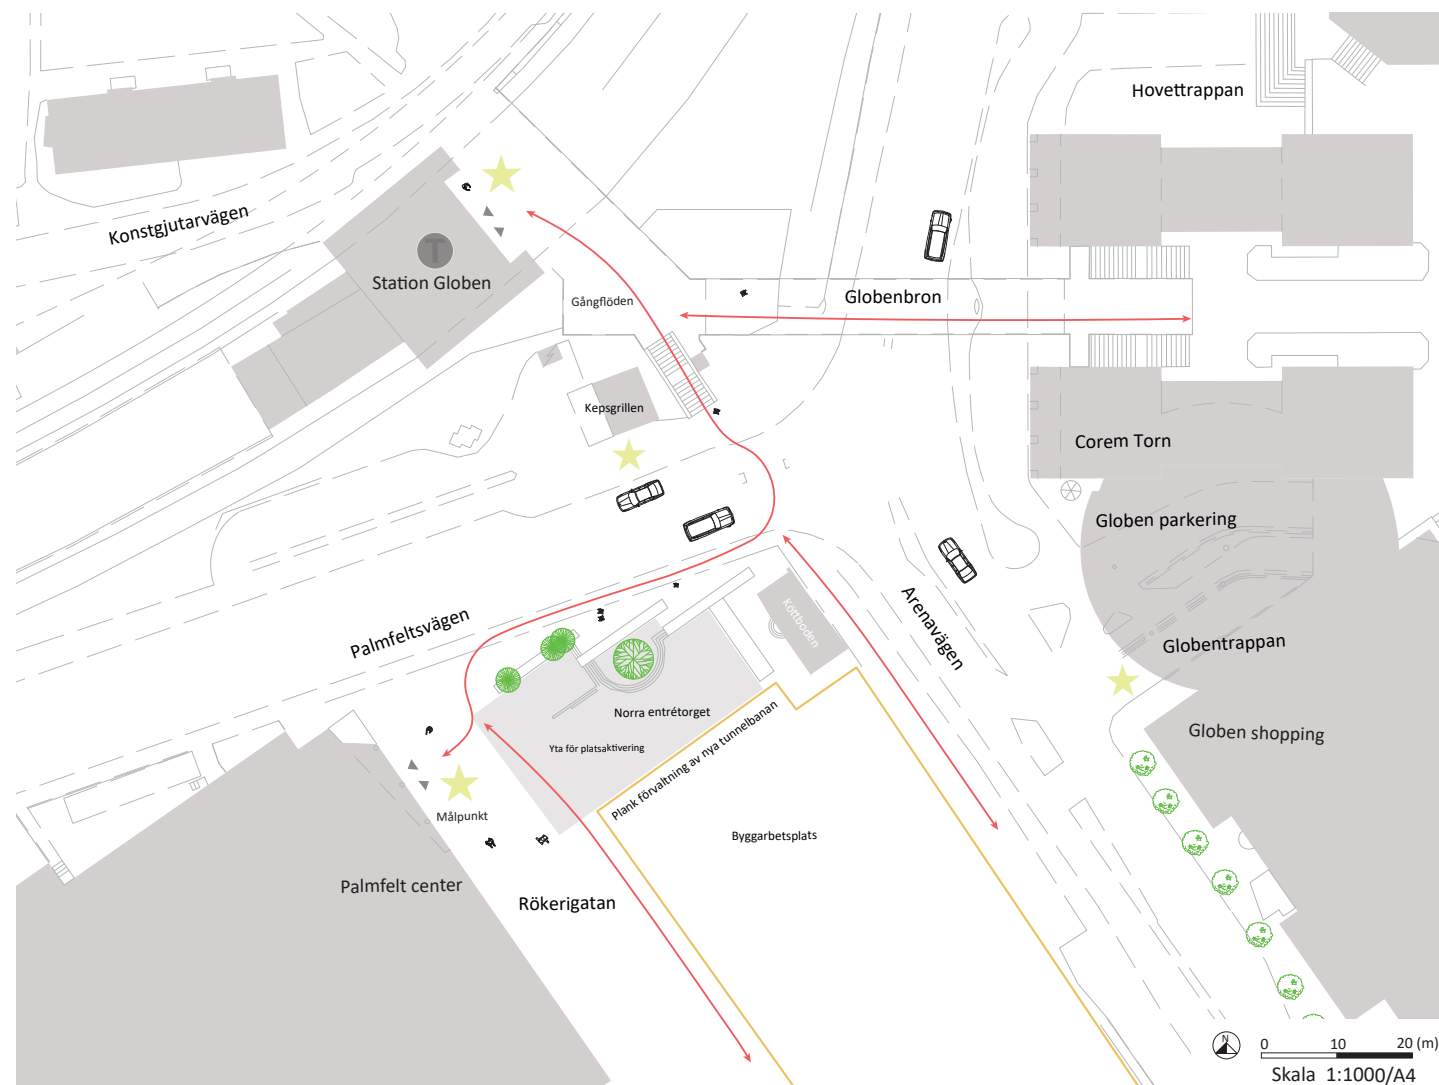 Hovettrappan
Konstgjutarvägen
T
Station Globen
Gångflöden
Globenbron
Kepsgrillen
Corem Torn
Globen parkering
Palmfeltsvägen
Köttboden
Arenavägen
Globentrappan
Norra entrétorget
Yta för platsaktivering
Globen shopping
Plank förvaltning av nya tunnelbanan
Målpunkt
Byggarbetsplats
Palmfelt center
Rökerigatan
N
0 10 20 (m)
Skala 1:1000/A4